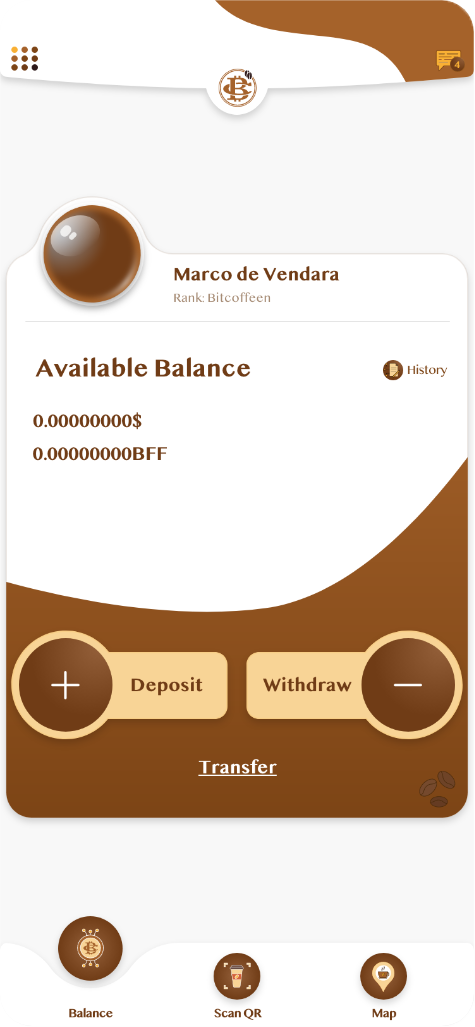 4
Marco de Vendara
Rank: Bitcoffeen
Available Balance
History
0.00000000$
0.00000000BFF
Deposit
Withdraw
Transfer
Balance
Scan QR
Map